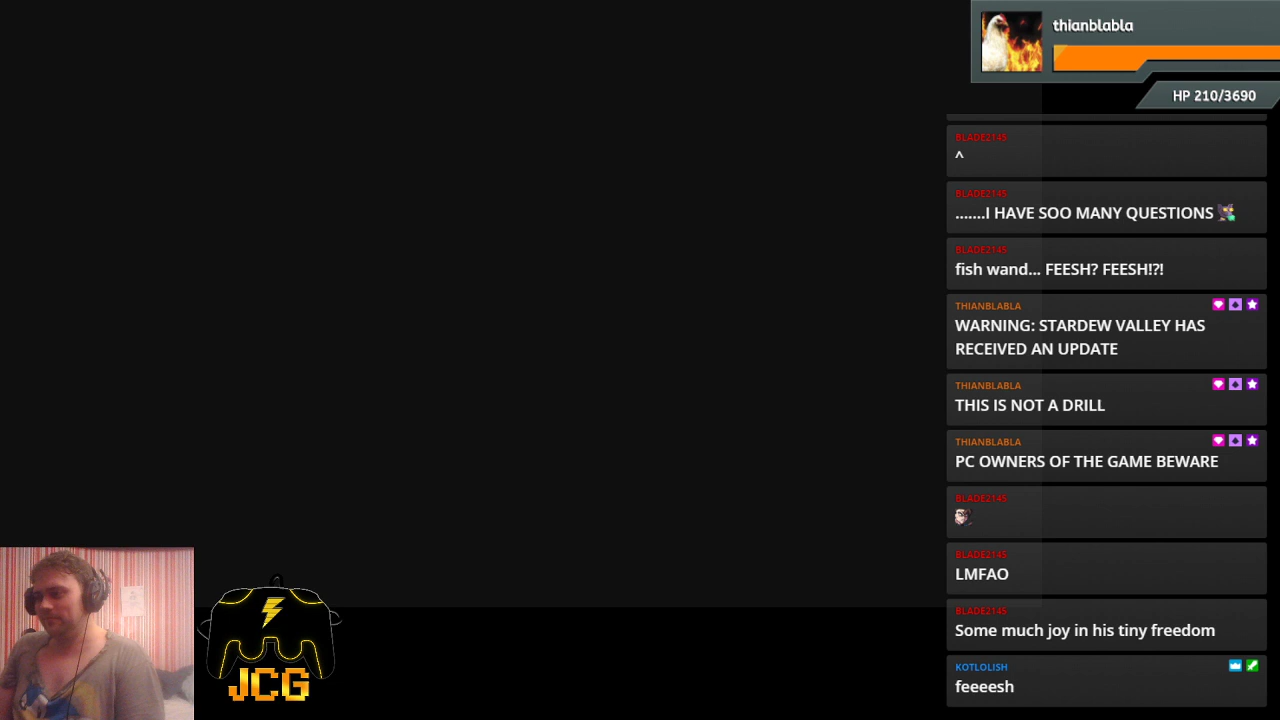 thianblabla
HP 210/3690
BLADE2145
^
BLADE2145
.......I HAVE SOO MANY QUESTIONS
BLADE2145
fish wand... FEESH? FEESH!?!
THIANBLABLA
WARNING: STARDEW VALLEY HAS
RECEIVED AN UPDATE
THIANBLABLA
THIS IS NOT A DRILL
THIANBLABLA
PC OWNERS OF THE GAME BEWARE
BLADE2145
BLADE2145
LMFAO
BLADE2145
Some much joy in his tiny freedom
KOTLOLISH
feeeesh
JCG